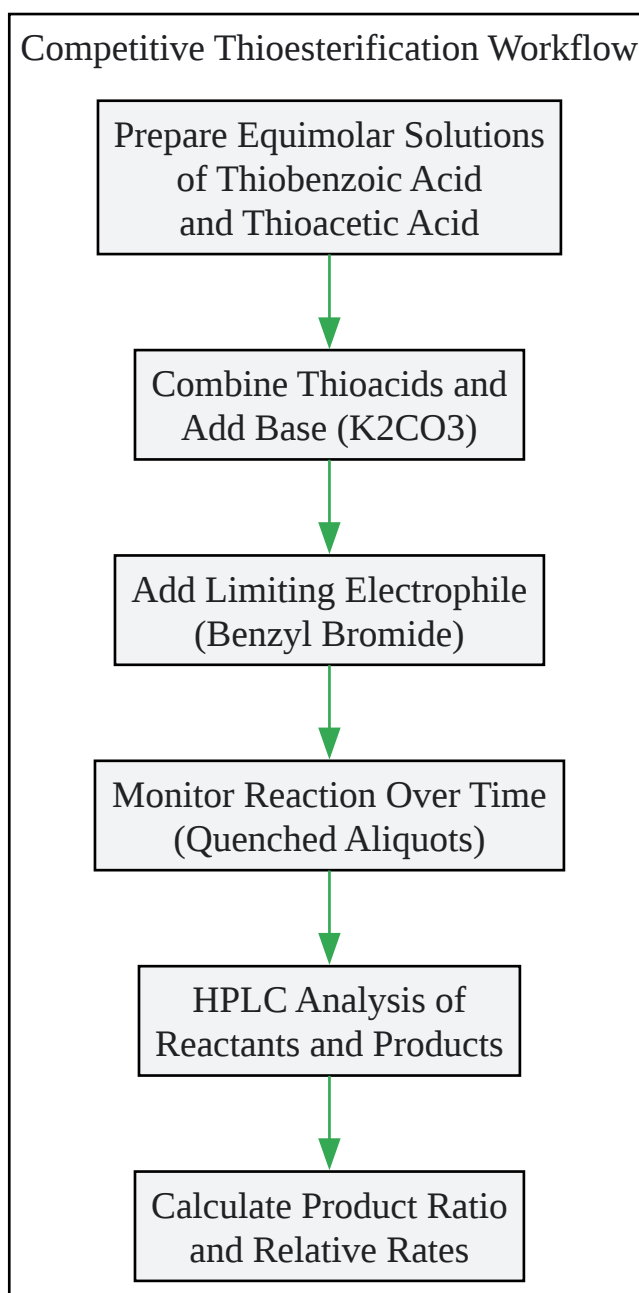 Competitive Thioesterification Workflow
Prepare Equimolar Solutions
of Thiobenzoic Acid
and Thioacetic Acid
Combine Thioacids and
Add Base (K2CO3)
Add Limiting Electrophile
(Benzyl Bromide)
Monitor Reaction Over Time
(Quenched Aliquots)
HPLC Analysis of
Reactants and Products
Calculate Product Ratio
and Relative Rates